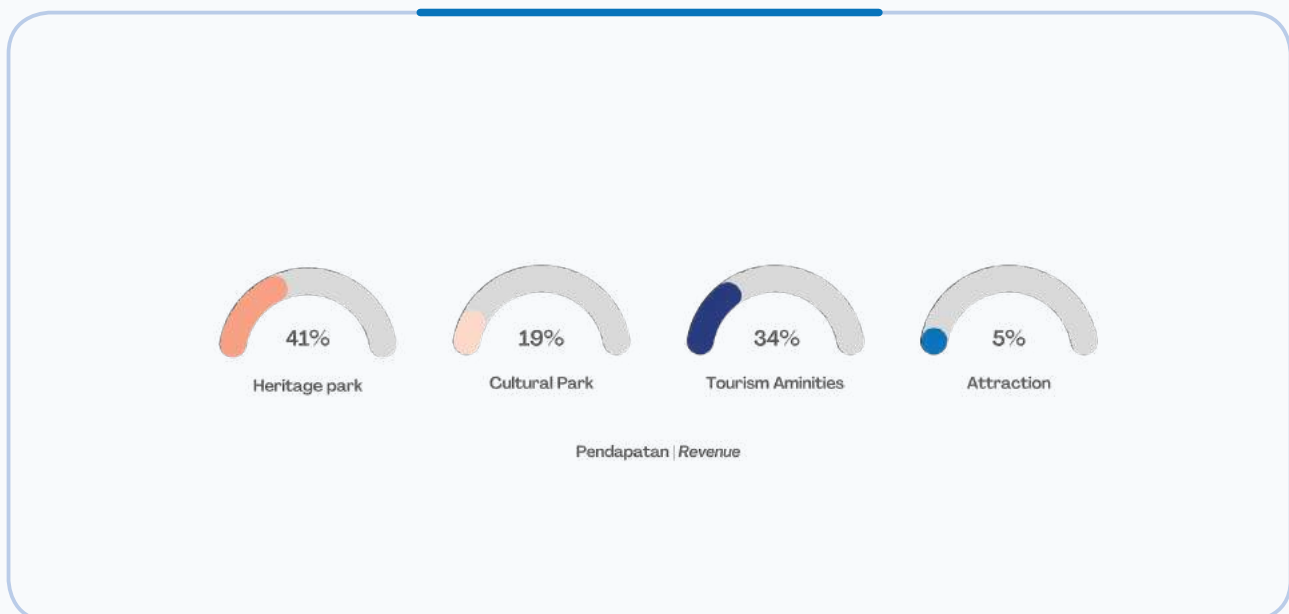 41%
Heritage park
19%
Cultural Park
34%
Tourism Aminities
5%
Attraction
Pendapatan | Revenue